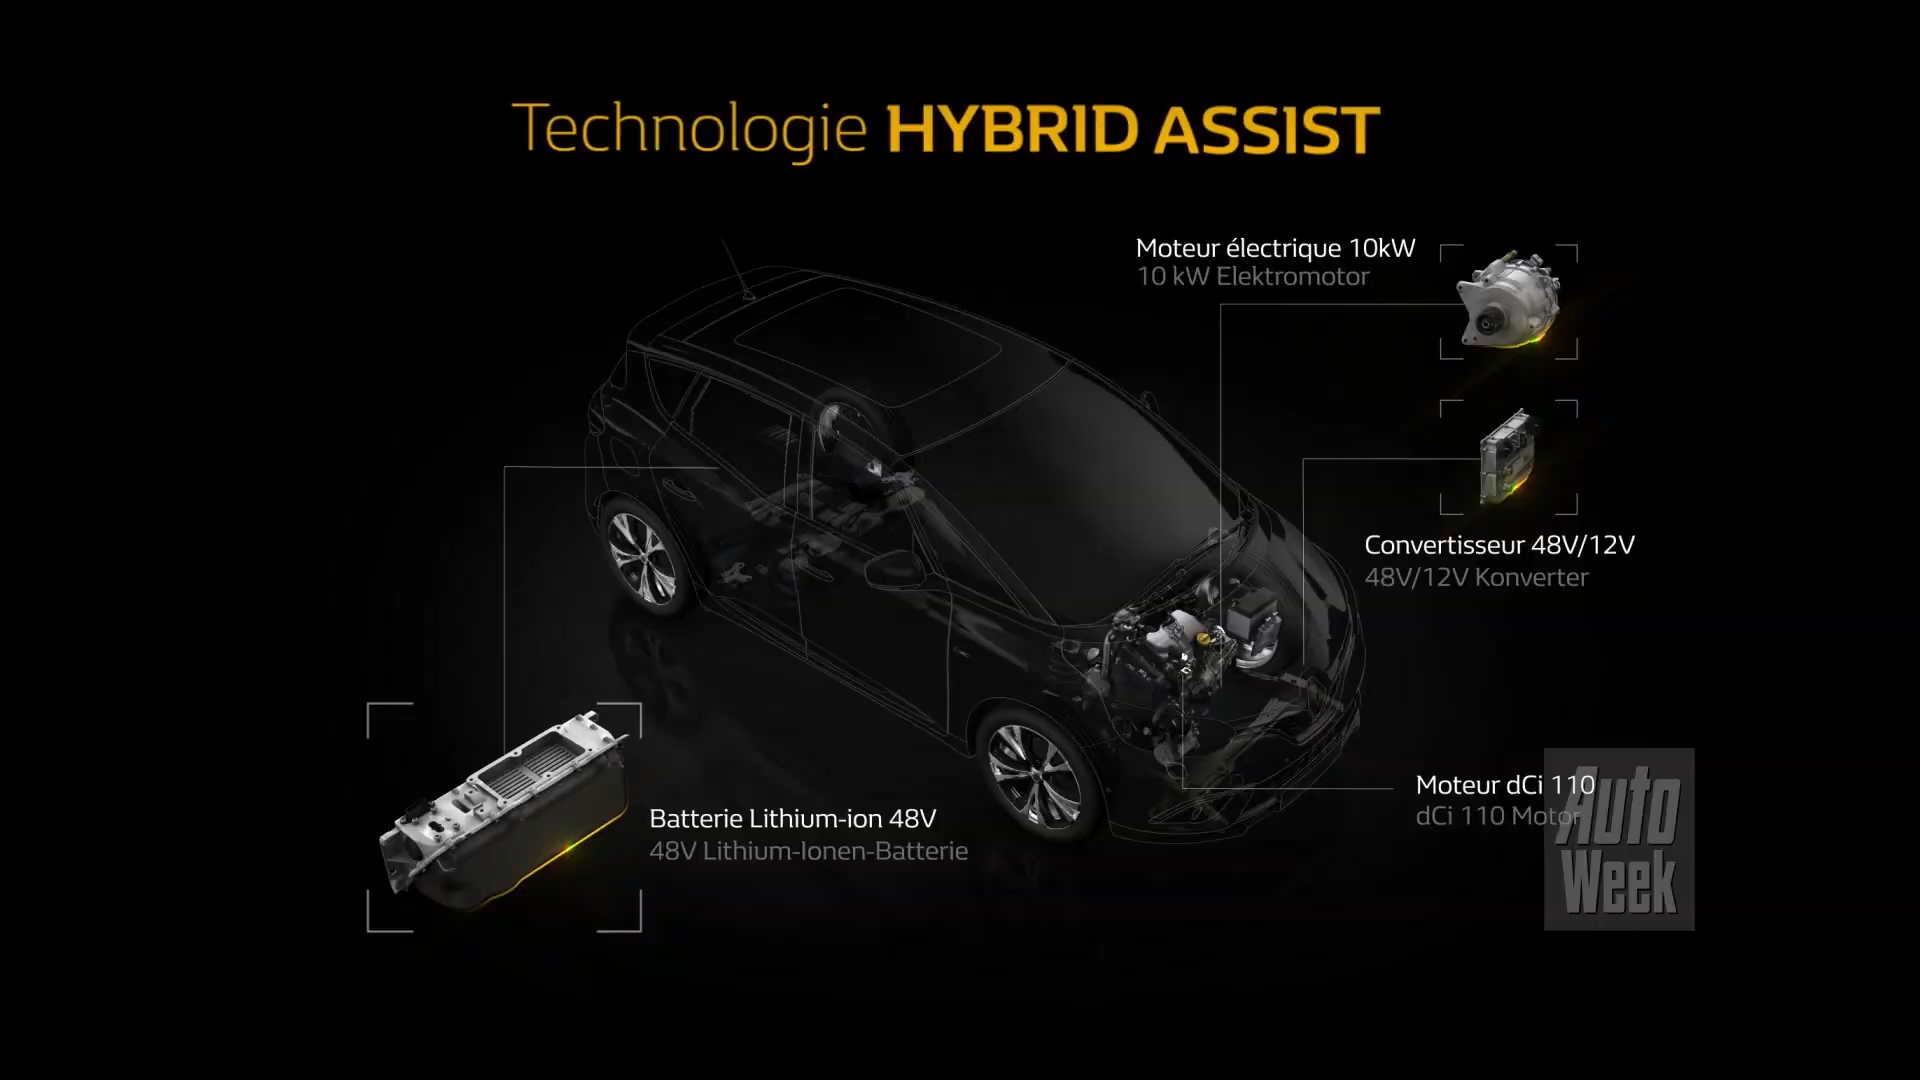 Technologie HYBRID ASSIST
Moteur électrique 10kW
10 kW Elektromotor
Convertisseur 48V/12V
48V/12V Konverter
Moteur dCi 110
dCi 110 Motor
Batterie Lithium-ion 48V
48V Lithium-Ionen-Batterie
Auto
Week